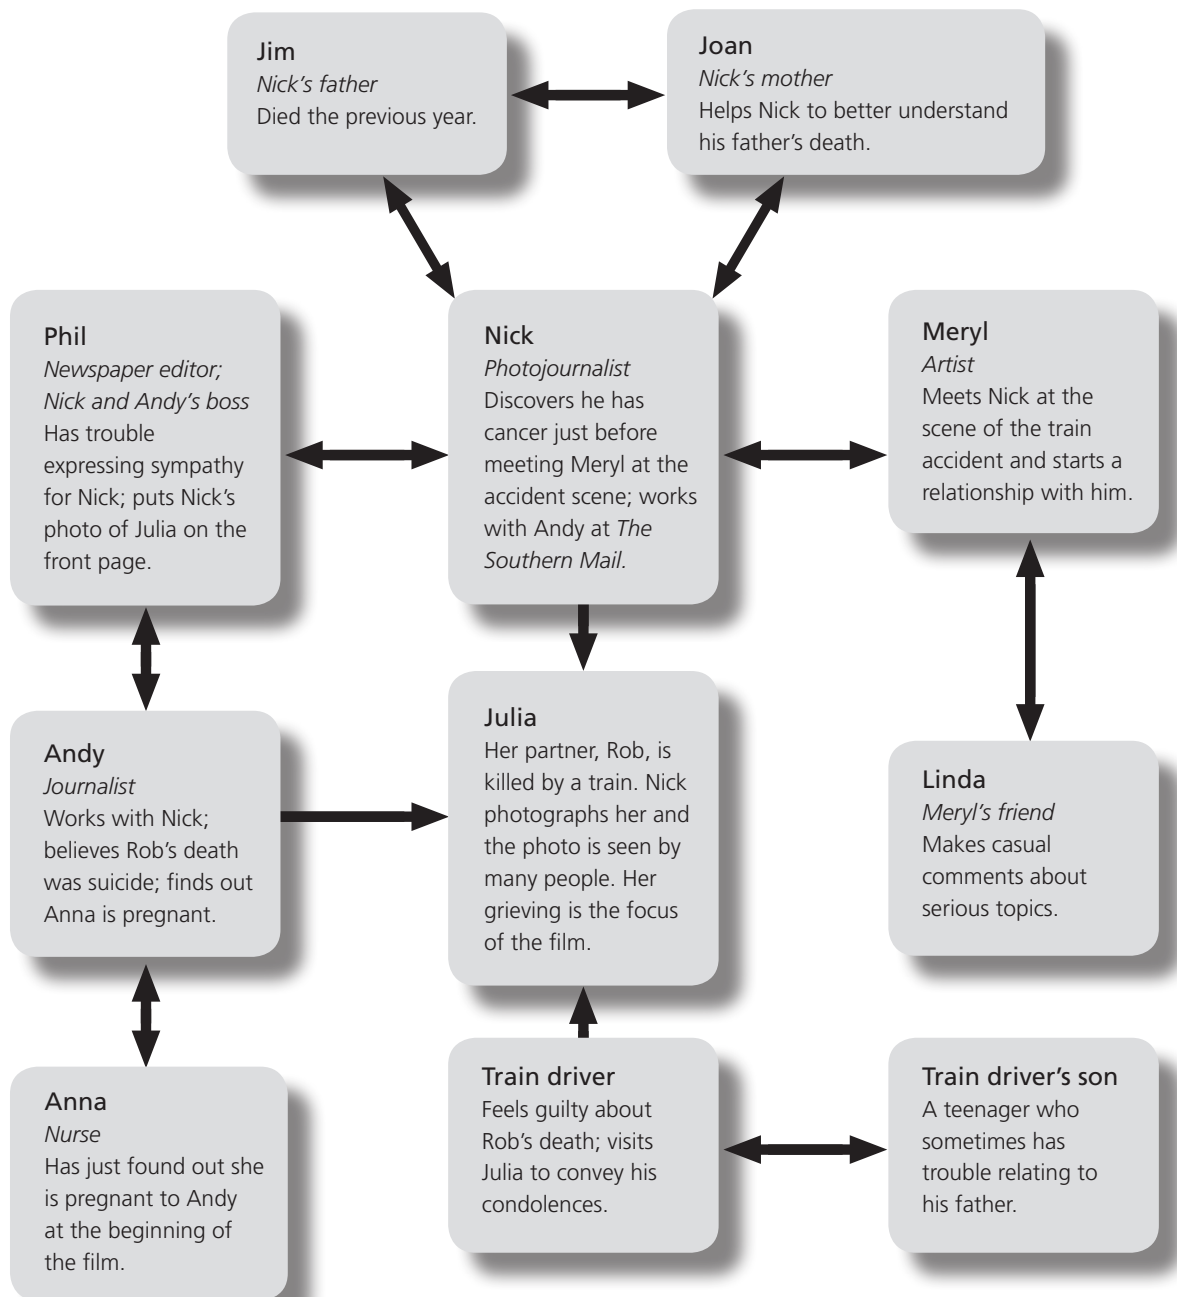 Jim
Nick’s father
Died the previous year.
Joan
Nick’s mother
Helps Nick to better understand
his father’s death.
Phil
Newspaper editor;
Nick and Andy’s boss
Has trouble
expressing sympathy
for Nick; puts Nick’s
photo of Julia on the
front page.
Nick
Photojournalist
Discovers he has
cancer just before
meeting Meryl at the
accident scene; works
with Andy at The
Southern Mail.
Meryl
Artist
Meets Nick at the
scene of the train
accident and starts a
relationship with him.
Andy
Journalist
Works with Nick;
believes Rob’s death
was suicide; finds out
Anna is pregnant.
Julia
Her partner, Rob, is
killed by a train. Nick
photographs her and
the photo is seen by
many people. Her
grieving is the focus
of the film.
Linda
Meryl’s friend
Makes casual
comments about
serious topics.
Anna
Nurse
Has just found out she
is pregnant to Andy
at the beginning of
the film.
Train driver
Feels guilty about
Rob’s death; visits
Julia to convey his
condolences.
Train driver’s son
A teenager who
sometimes has
trouble relating to
his father.